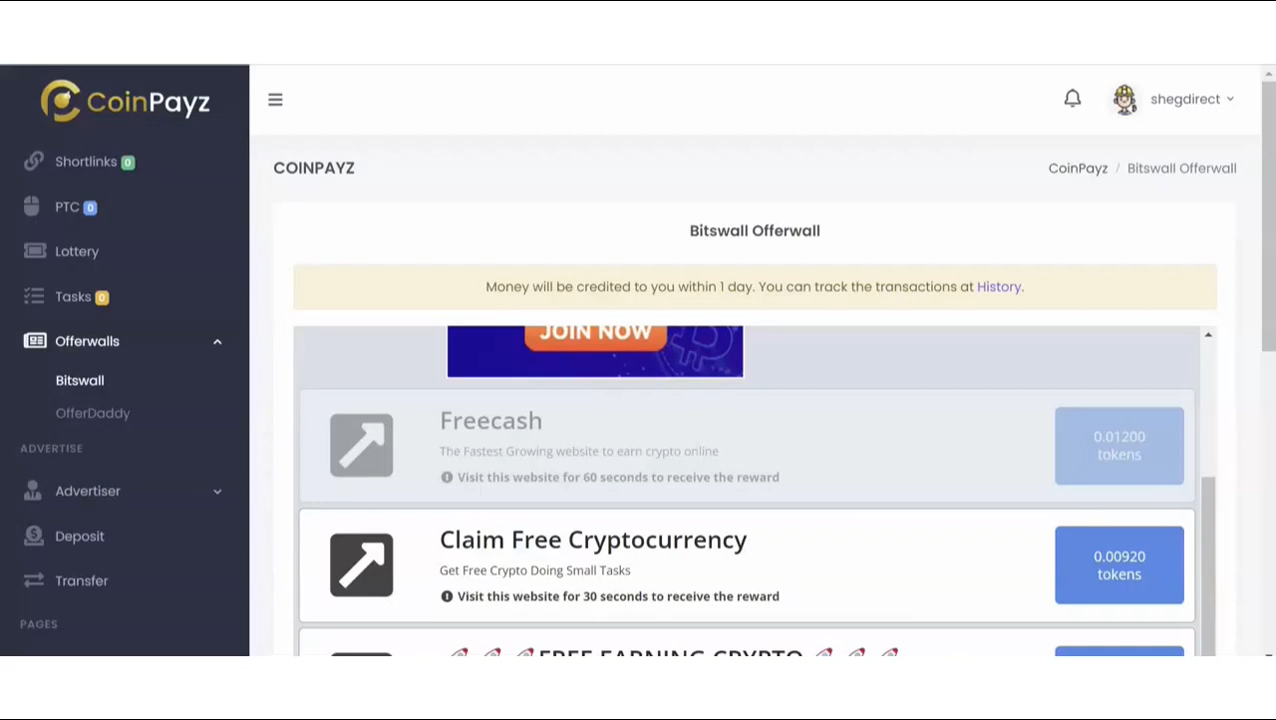 CoinPayz
shegdirect
Shortlinks 0
PTC 0
Lottery
Tasks 0
Offerwalls
Bitswall
OfferDaddy
ADVERTISE
Advertiser
Deposit
Transfer
PAGES
COINPAYZ
CoinPayz / Bitswall Offerwall
Bitswall Offerwall
Money will be credited to you within 1 day. You can track the transactions at History.
JOIN NOW
Freecash
The Fastest Growing website to earn crypto online
Visit this website for 60 seconds to receive the reward
0.01200
tokens
Claim Free Cryptocurrency
Get Free Crypto Doing Small Tasks
Visit this website for 30 seconds to receive the reward
0.00920
tokens
FREE EARNING CRYPTO